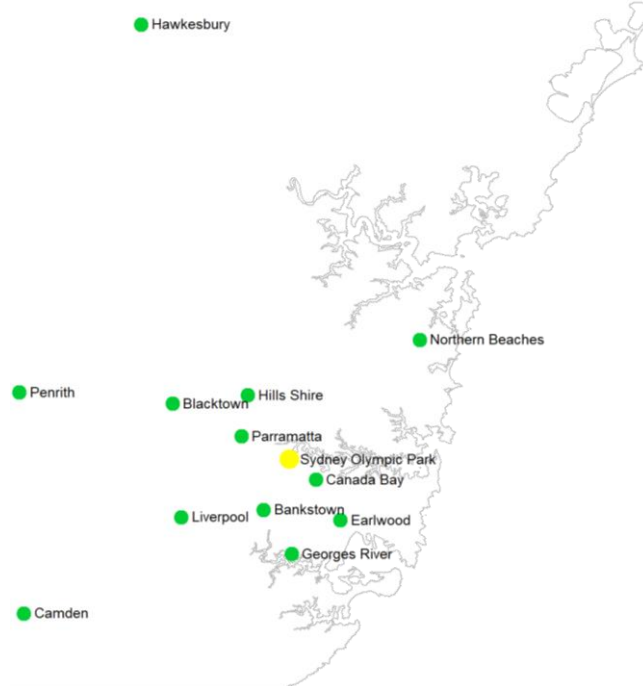 Hawkesbury
Northern Beaches
Penrith
Hills Shire
Blacktown
Parramatta
Sydney Olympic Park
Canada Bay
Bankstown
Liverpool
Earlwood
Georges River
Camden